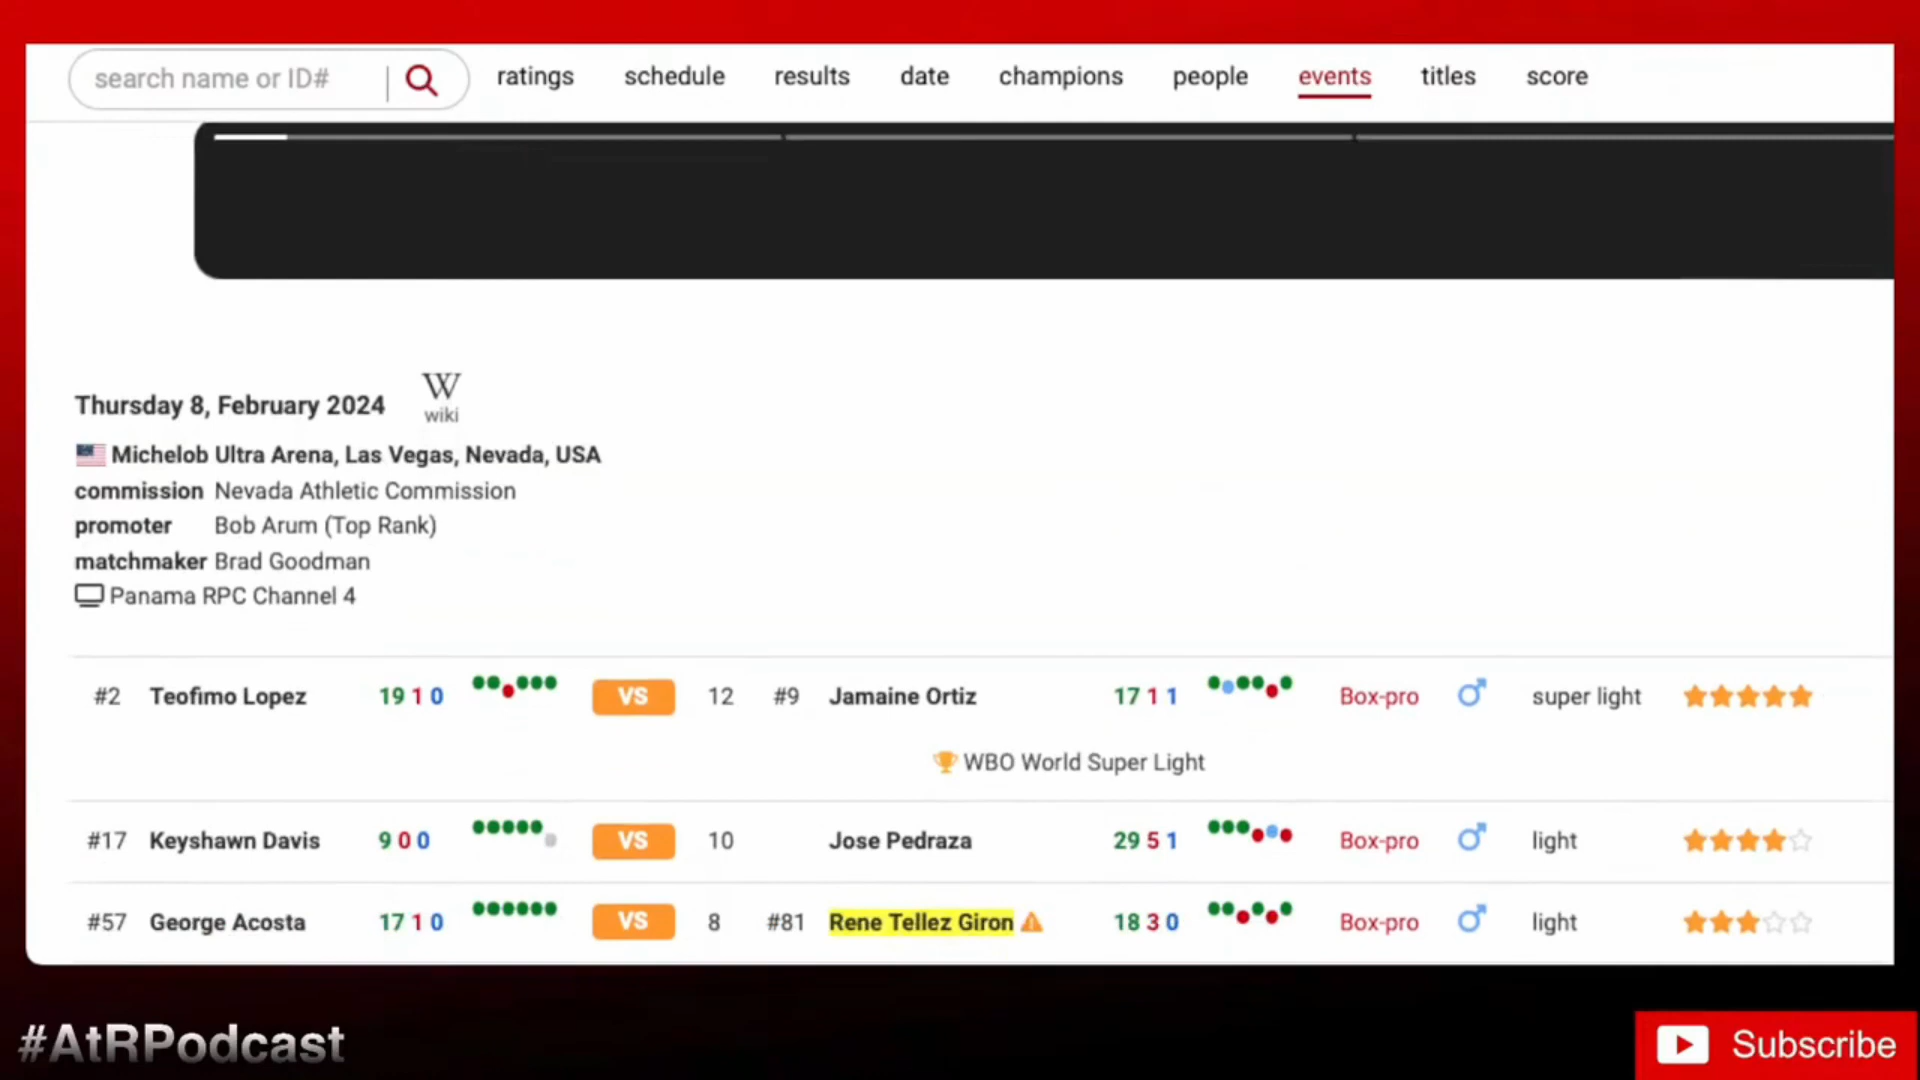 search name or ID#
ratings schedule results date champions people events titles score
Thursday 8, February 2024
W
wiki
Michelob Ultra Arena, Las Vegas, Nevada, USA
commission Nevada Athletic Commission
promoter Bob Arum (Top Rank)
matchmaker Brad Goodman
Panama RPC Channel 4
#2 Teofimo Lopez 19 1 0 VS 12 #9 Jamaine Ortiz 17 1 1 Box-pro super light
WBO World Super Light
#17 Keyshawn Davis 9 0 0 VS 10 Jose Pedraza 29 5 1 Box-pro light
#57 George Acosta 17 1 0 VS 8 #81 Rene Tellez Giron 18 3 0 Box-pro light
#AtRPodcast
Subscribe